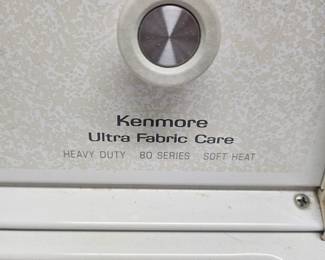 Kenmore
Ultra Fabric Care
HEAVY DUTY 80 SERIES SOFT HEAT